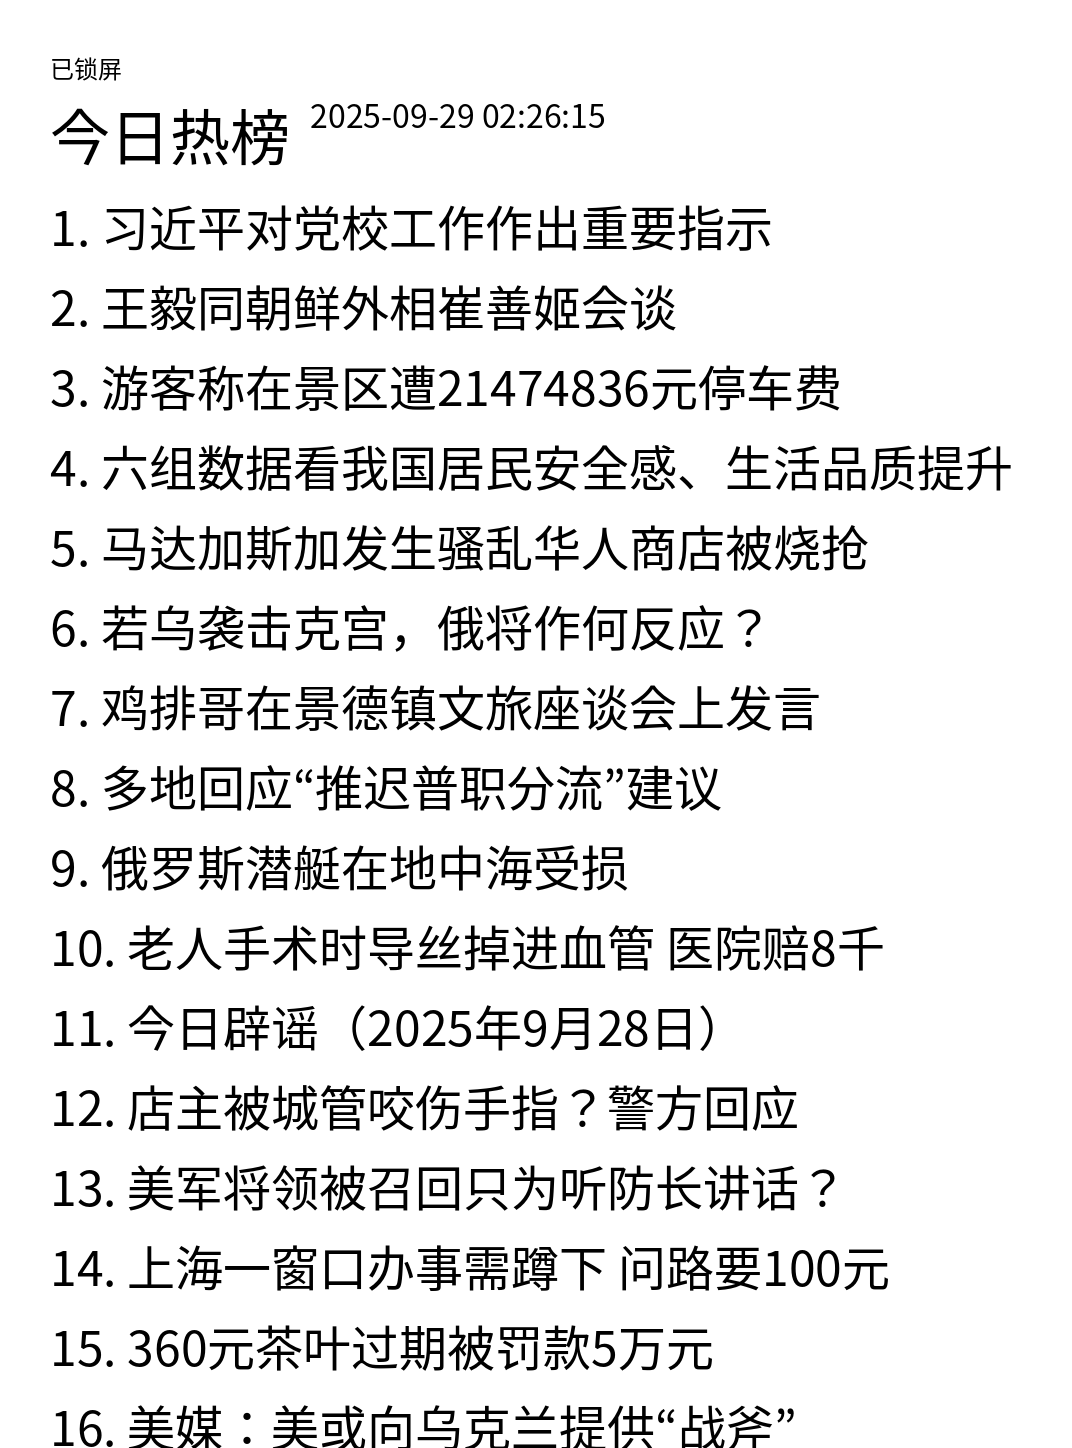 已锁屏
今日热榜 2025-09-29 02:26:15
1. 习近平对党校工作作出重要指示
2. 王毅同朝鲜外相崔善姬会谈
3. 游客称在景区遭21474836元停车费
4. 六组数据看我国居民安全感、生活品质提升
5. 马达加斯加发生骚乱华人商店被烧抢
6. 若乌袭击克宫，俄将作何反应？
7. 鸡排哥在景德镇文旅座谈会上发言
8. 多地回应“推迟普职分流”建议
9. 俄罗斯潜艇在地中海受损
10. 老人手术时导丝掉进血管 医院赔8千
11. 今日辟谣（2025年9月28日）
12. 店主被城管咬伤手指？警方回应
13. 美军将领被召回只为听防长讲话？
14. 上海一窗口办事需蹲下 问路要100元
15. 360元茶叶过期被罚款5万元
16. 美媒：美或向乌克兰提供“战斧”